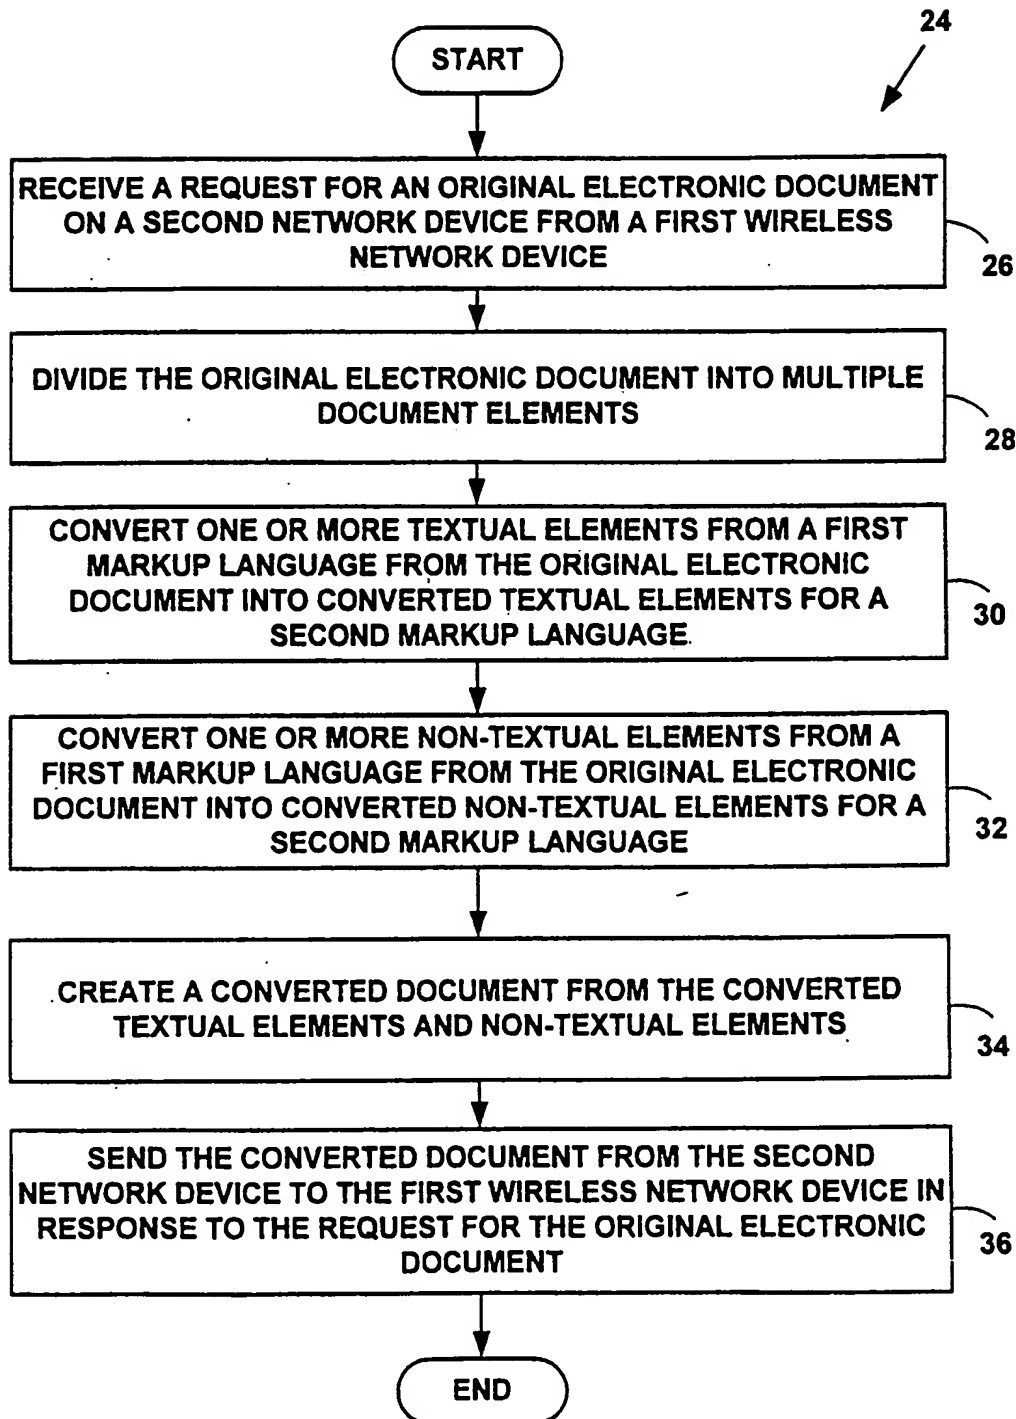 24
START
RECEIVE A REQUEST FOR AN ORIGINAL ELECTRONIC DOCUMENT
ON A SECOND NETWORK DEVICE FROM A FIRST WIRELESS
NETWORK DEVICE
26
DIVIDE THE ORIGINAL ELECTRONIC DOCUMENT INTO MULTIPLE
DOCUMENT ELEMENTS
28
CONVERT ONE OR MORE TEXTUAL ELEMENTS FROM A FIRST
MARKUP LANGUAGE FROM THE ORIGINAL ELECTRONIC
DOCUMENT INTO CONVERTED TEXTUAL ELEMENTS FOR A
SECOND MARKUP LANGUAGE
30
CONVERT ONE OR MORE NON-TEXTUAL ELEMENTS FROM A
FIRST MARKUP LANGUAGE FROM THE ORIGINAL ELECTRONIC
DOCUMENT INTO CONVERTED NON-TEXTUAL ELEMENTS FOR A
SECOND MARKUP LANGUAGE
32
CREATE A CONVERTED DOCUMENT FROM THE CONVERTED
TEXTUAL ELEMENTS AND NON-TEXTUAL ELEMENTS
34
SEND THE CONVERTED DOCUMENT FROM THE SECOND
NETWORK DEVICE TO THE FIRST WIRELESS NETWORK DEVICE IN
RESPONSE TO THE REQUEST FOR THE ORIGINAL ELECTRONIC
DOCUMENT
36
END